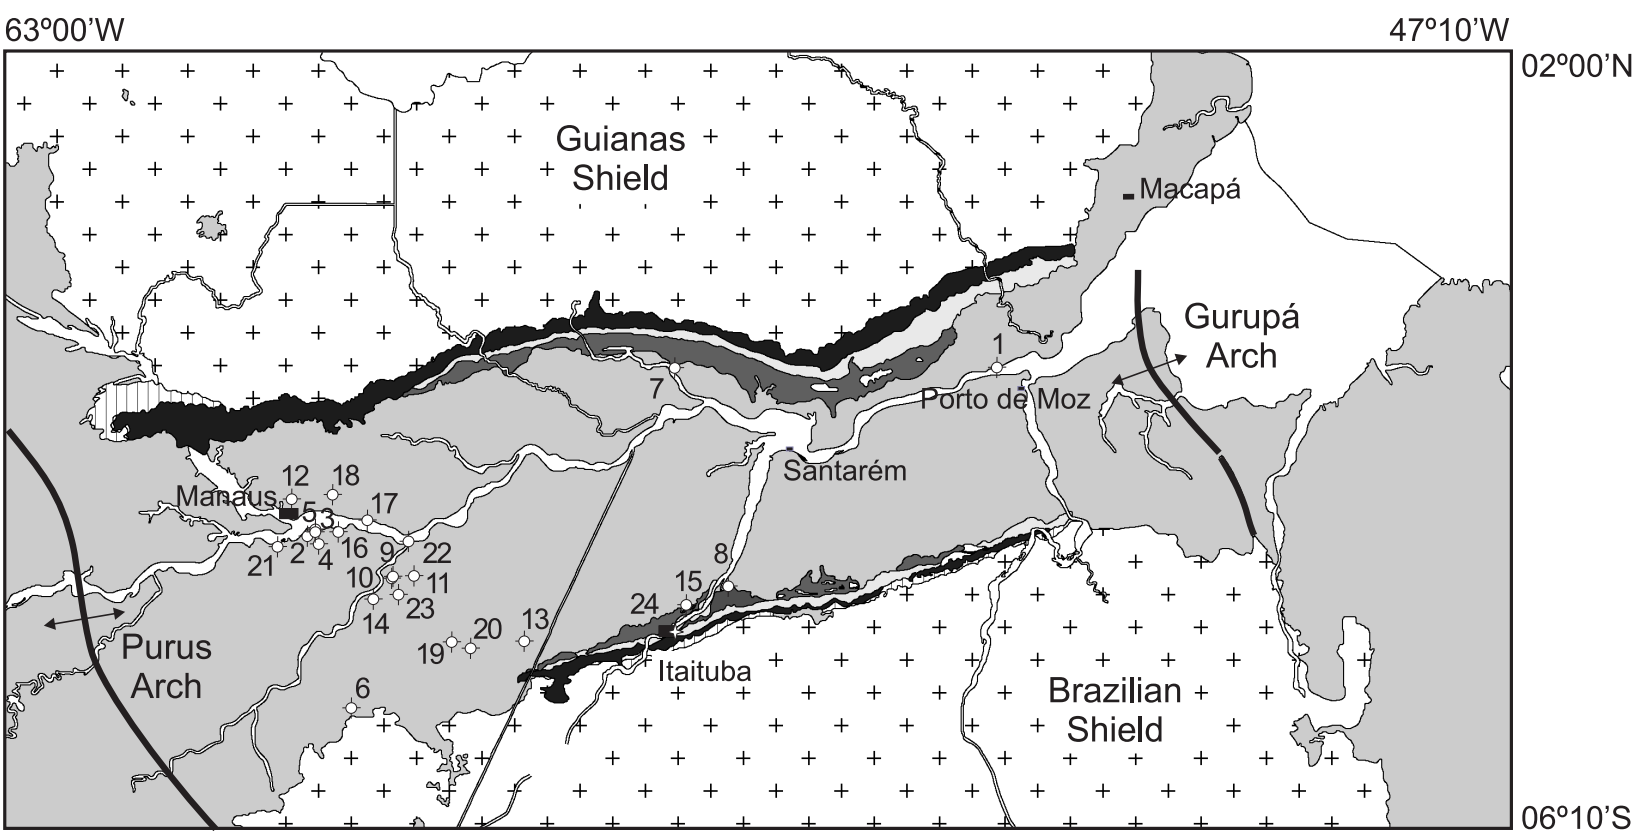 63º00'W
47º10'W
02º00'N
Guianas
Shield
Macapá
Gurupá
Arch
1
7
Porto de Moz
Santarém
12
18
Manaus
5
3
17
21
2
4
16
9
22
10
11
14
23
8
15
24
13
19
20
Itaituba
Purus
Arch
6
Brazilian
Shield
06º10'S